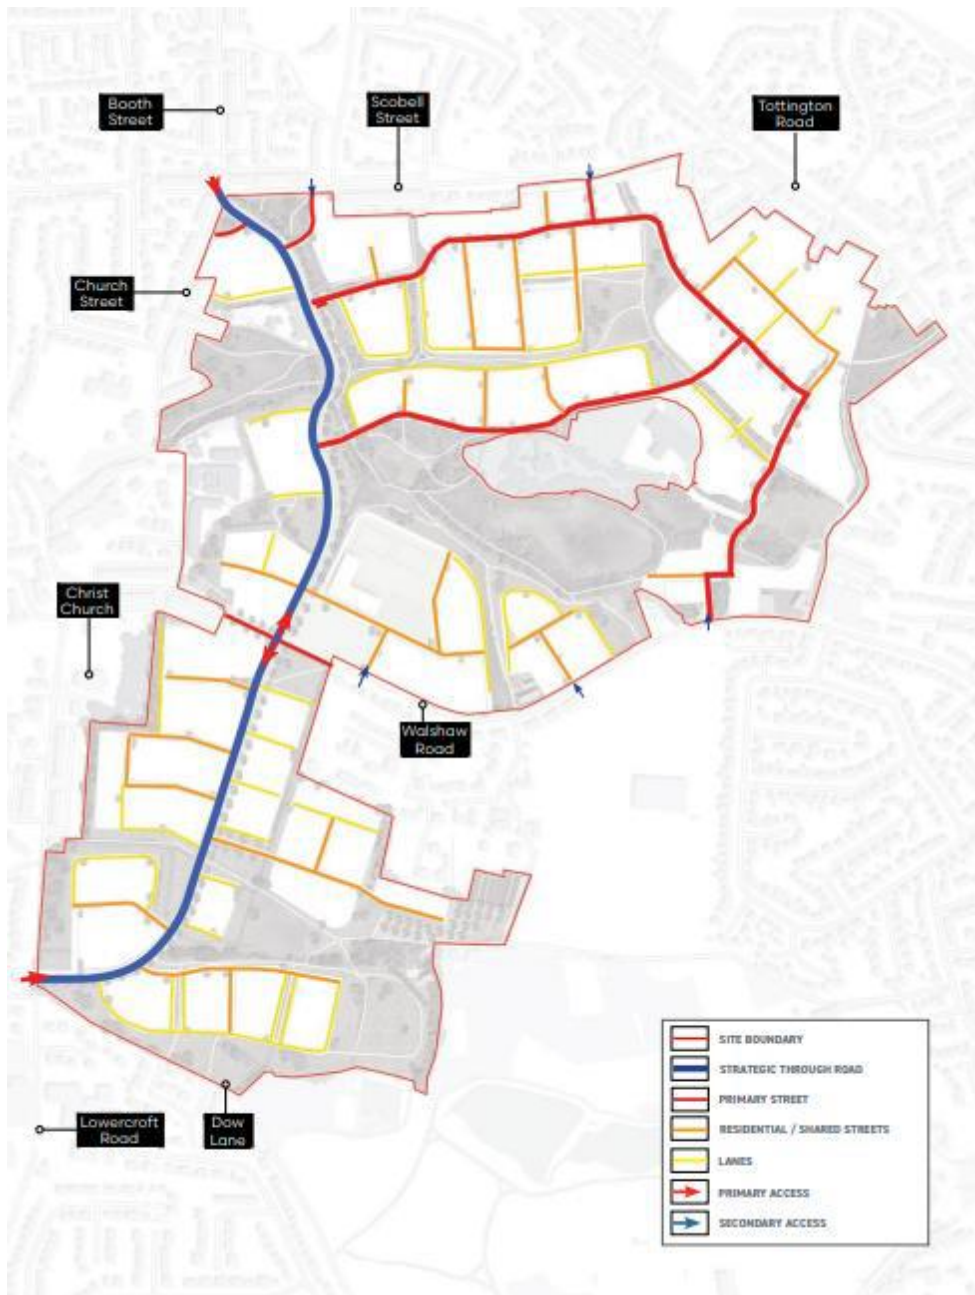 Booth
Street
Scobell
Street
Tottington
Road
Church
Street
Christ
Church
Walshaw
Road
Lowercroft
Road
Dow
Lane
SITE BOUNDARY
STRATEGIC THROUGH ROAD
PRIMARY STREET
RESIDENTIAL / SHARED STREETS
LANES
PRIMARY ACCESS
SECONDARY ACCESS